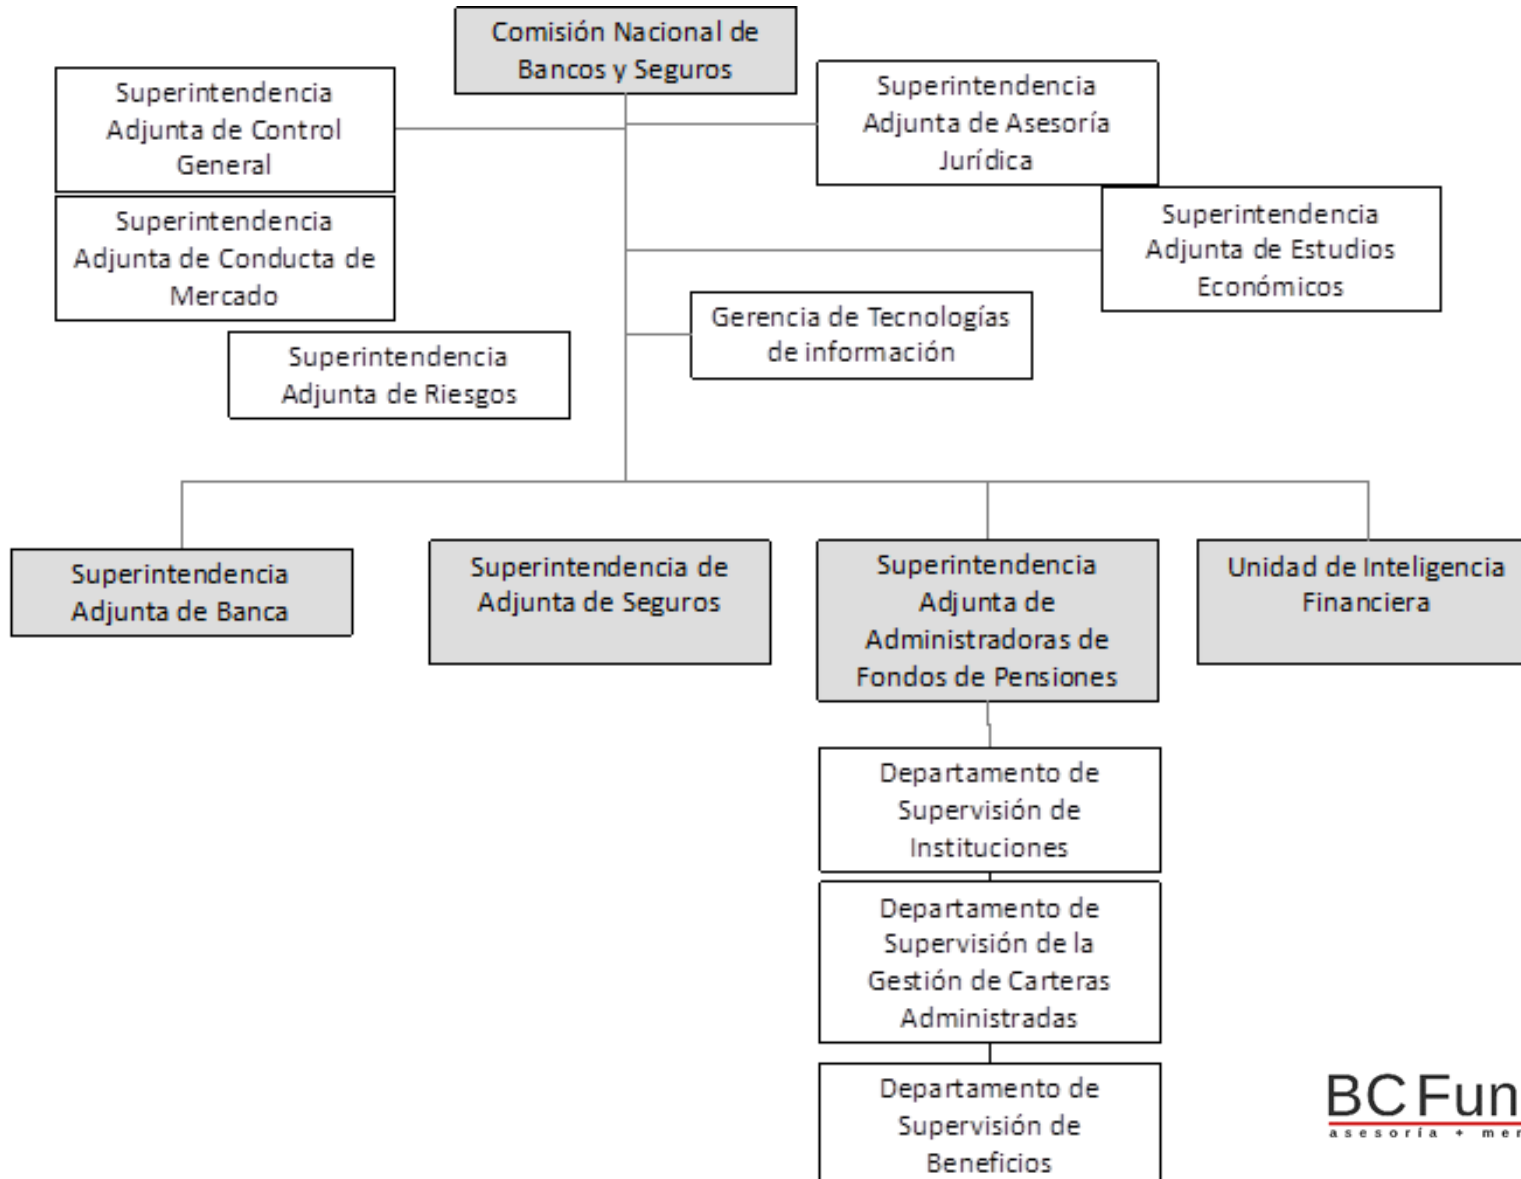 Comisión Nacional de
Bancos y Seguros
Superintendencia
Adjunta de Control
General
Superintendencia
Adjunta de Asesoría
Jurídica
Superintendencia
Adjunta de Conducta de
Mercado
Superintendencia
Adjunta de Estudios
Económicos
Gerencia de Tecnologías
de información
Superintendencia
Adjunta de Riesgos
Superintendencia
Adjunta de Banca
Superintendencia de
Adjunta de Seguros
Superintendencia
Adjunta de
Administradoras de
Fondos de Pensiones
Unidad de Inteligencia
Financiera
Departamento de
Supervisión de
Instituciones
Departamento de
Supervisión de la
Gestión de Carteras
Administradas
Departamento de
Supervisión de
Beneficios
BC Fun
asesoría + mer